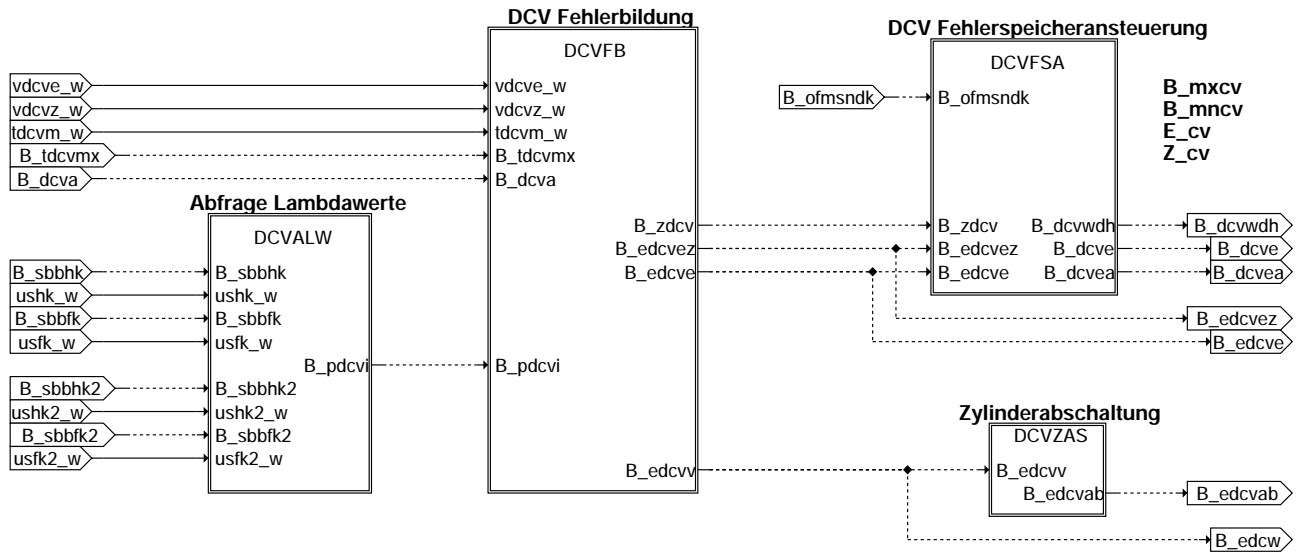 DCV Fehlerbildung
DCVFB
vdcve_w
vdcvz_w
tdcvm_w
B_tdcvmx
B_dcva
vdcve_w
vdcvz_w
tdcvm_w
B_tdcvmx
B_dcva
B_pdcvi
B_zdcv
B_edcvez
B_edcve
B_edcvv
Abfrage Lambdawerte
DCVALW
B_sbbhk
ushk_w
B_sbbfk
usfk_w
B_sbbhk2
ushk2_w
B_sbbfk2
usfk2_w
B_sbbhk
ushk_w
B_sbbfk
usfk_w
B_sbbhk2
ushk2_w
B_sbbfk2
usfk2_w
B_pdcvi
DCV Fehlerspeicheransteuerung
DCVFSA
B_ofmsndk
B_ofmsndk
B_zdcv
B_edcvez
B_edcve
B_dcvwdh
B_dcve
B_dcvea
B_dcvwdh
B_dcve
B_dcvea
B_edcvez
B_edcve
B_mxcv
B_mncv
E_cv
Z_cv
Zylinderabschaltung
DCVZAS
B_edcvv
B_edcvab
B_edcvab
B_edcw